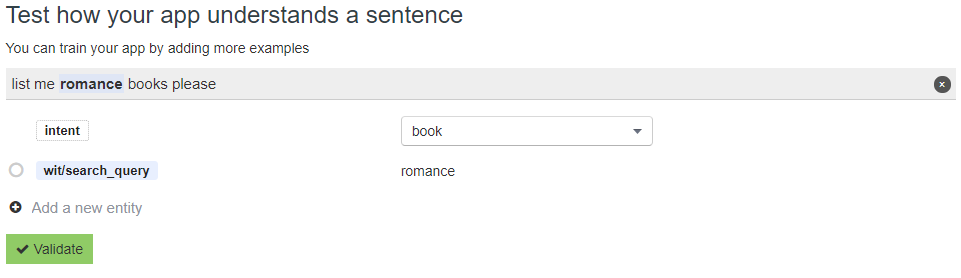 Test how your app understands a sentence
You can train your app by adding more examples
list me romance books please
intent book
wit/search_query romance
Add a new entity
Validate